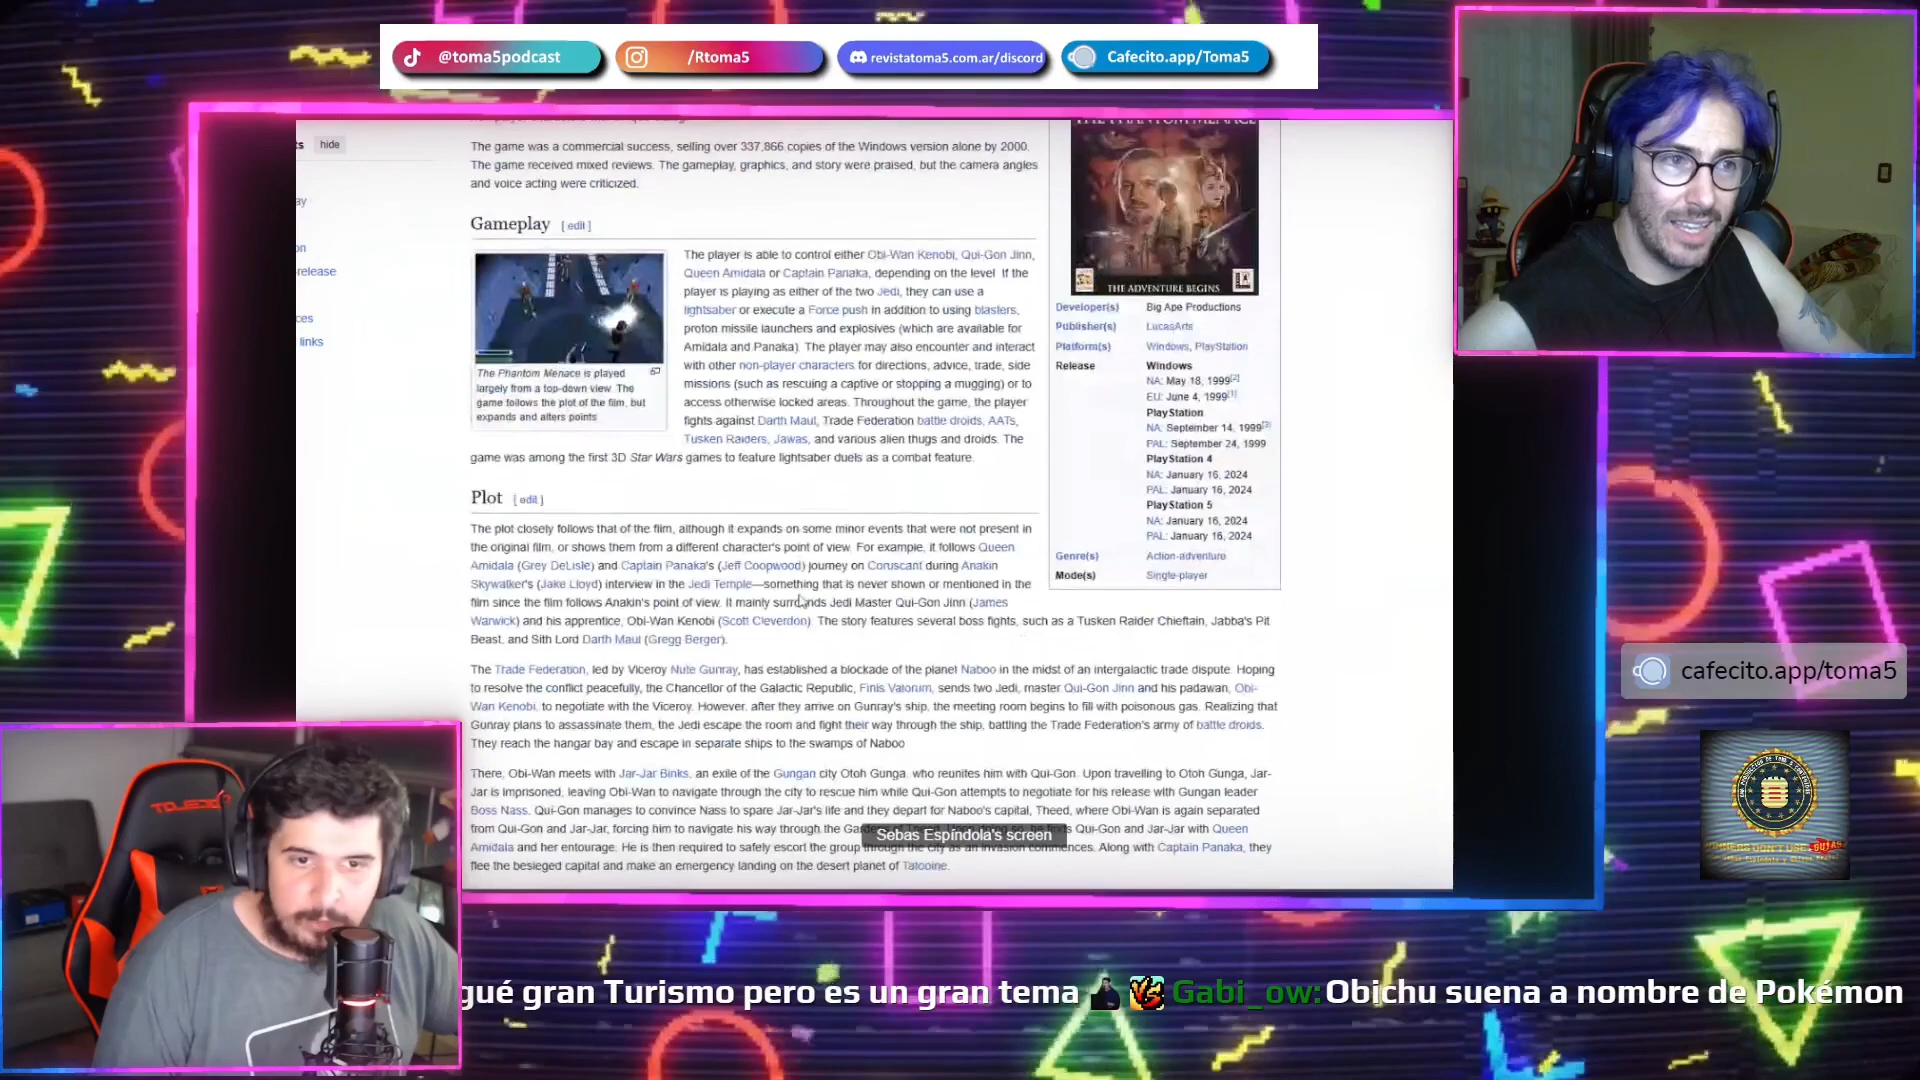 @toma5podcast
/Rtoma5
revistatoma5.com.ar/discord
Cafecito.app/Toma5
hide
The game was a commercial success, selling over 337,866 copies of the Windows version alone by 2000.
The game received mixed reviews. The gameplay, graphics, and story were praised, but the camera angles
and voice acting were criticized.
Gameplay [ edit ]
The player is able to control either Obi-Wan Kenobi, Qui-Gon Jinn,
Queen Amidala or Captain Panaka, depending on the level. If the
player is playing as either of the two Jedi, they can use a
lightsaber or execute a Force push in addition to using blasters,
proton missile launchers and explosives (which are available for
Amidala and Panaka). The player may also encounter and interact
with other non-player characters for directions, advice, trade, side
missions (such as rescuing a captive or stopping a mugging) or to
access otherwise locked areas. Throughout the game, the player
fights against Darth Maul, Trade Federation battle droids, AATs,
Tusken Raiders, Jawas, and various alien thugs and droids. The
game was among the first 3D Star Wars games to feature lightsaber duels as a combat feature.
The Phantom Menace is played
largely from a top-down view. The
game follows the plot of the film, but
expands and alters points
ts
ay
on
release
ces
links
Plot [ edit ]
The plot closely follows that of the film, although it expands on some minor events that were not present in
the original film, or shows them from a different character's point of view. For example, it follows Queen
Amidala (Grey DeLisle) and Captain Panaka's (Jeff Coopwood) journey on Coruscant during Anakin
Skywalker's (Jake Lloyd) interview in the Jedi Temple—something that is never shown or mentioned in the
film since the film follows Anakin's point of view. It mainly surrounds Jedi Master Qui-Gon Jinn (James
Warwick) and his apprentice, Obi-Wan Kenobi (Scott Cleverdon). The story features several boss fights, such as a Tusken Raider Chieftain, Jabba's Pit
Beast, and Sith Lord Darth Maul (Gregg Berger).
The Trade Federation, led by Viceroy Nute Gunray, has established a blockade of the planet Naboo in the midst of an intergalactic trade dispute. Hoping
to resolve the conflict peacefully, the Chancellor of the Galactic Republic, Finis Valorum, sends two Jedi, master Qui-Gon Jinn and his padawan, Obi-
Wan Kenobi, to negotiate with the Viceroy. However, after they arrive on Gunray's ship, the meeting room begins to fill with poisonous gas. Realizing that
Gunray plans to assassinate them, the Jedi escape the room and fight their way through the ship, battling the Trade Federation's army of battle droids.
They reach the hangar bay and escape in separate ships to the swamps of Naboo
There, Obi-Wan meets with Jar-Jar Binks, an exile of the Gungan city Otoh Gunga, who reunites him with Qui-Gon. Upon travelling to Otoh Gunga, Jar-
Jar is imprisoned, leaving Obi-Wan to navigate through the city to rescue him while Qui-Gon attempts to negotiate for his release with Gungan leader
Boss Nass. Qui-Gon manages to convince Nass to spare Jar-Jar's life and they depart for Naboo's capital, Theed, where Obi-Wan is again separated
from Qui-Gon and Jar-Jar, forcing him to navigate his way through the Qui-Gon and Jar-Jar with Queen
Amidala and her entourage. He is then required to safely escort the group through the city as an invasion commences. Along with Captain Panaka, they
flee the besieged capital and make an emergency landing on the desert planet of Tatooine.
THE PHANTOM MENACE
THE ADVENTURE BEGINS
Developer(s) Big Ape Productions
Publisher(s) LucasArts
Platform(s) Windows, PlayStation
Release Windows
NA: May 18, 1999[2]
EU: June 4, 1999[1]
PlayStation
NA: September 14, 1999[3]
PAL: September 24, 1999
PlayStation 4
NA: January 16, 2024
PAL: January 16, 2024
PlayStation 5
NA: January 16, 2024
PAL: January 16, 2024
Genre(s) Action-adventure
Mode(s) Single-player
Sebas Espíndola's screen
cafecito.app/toma5
gué gran Turismo pero es un gran tema
VS Gabi_ow: Obichu suena a nombre de Pokémon